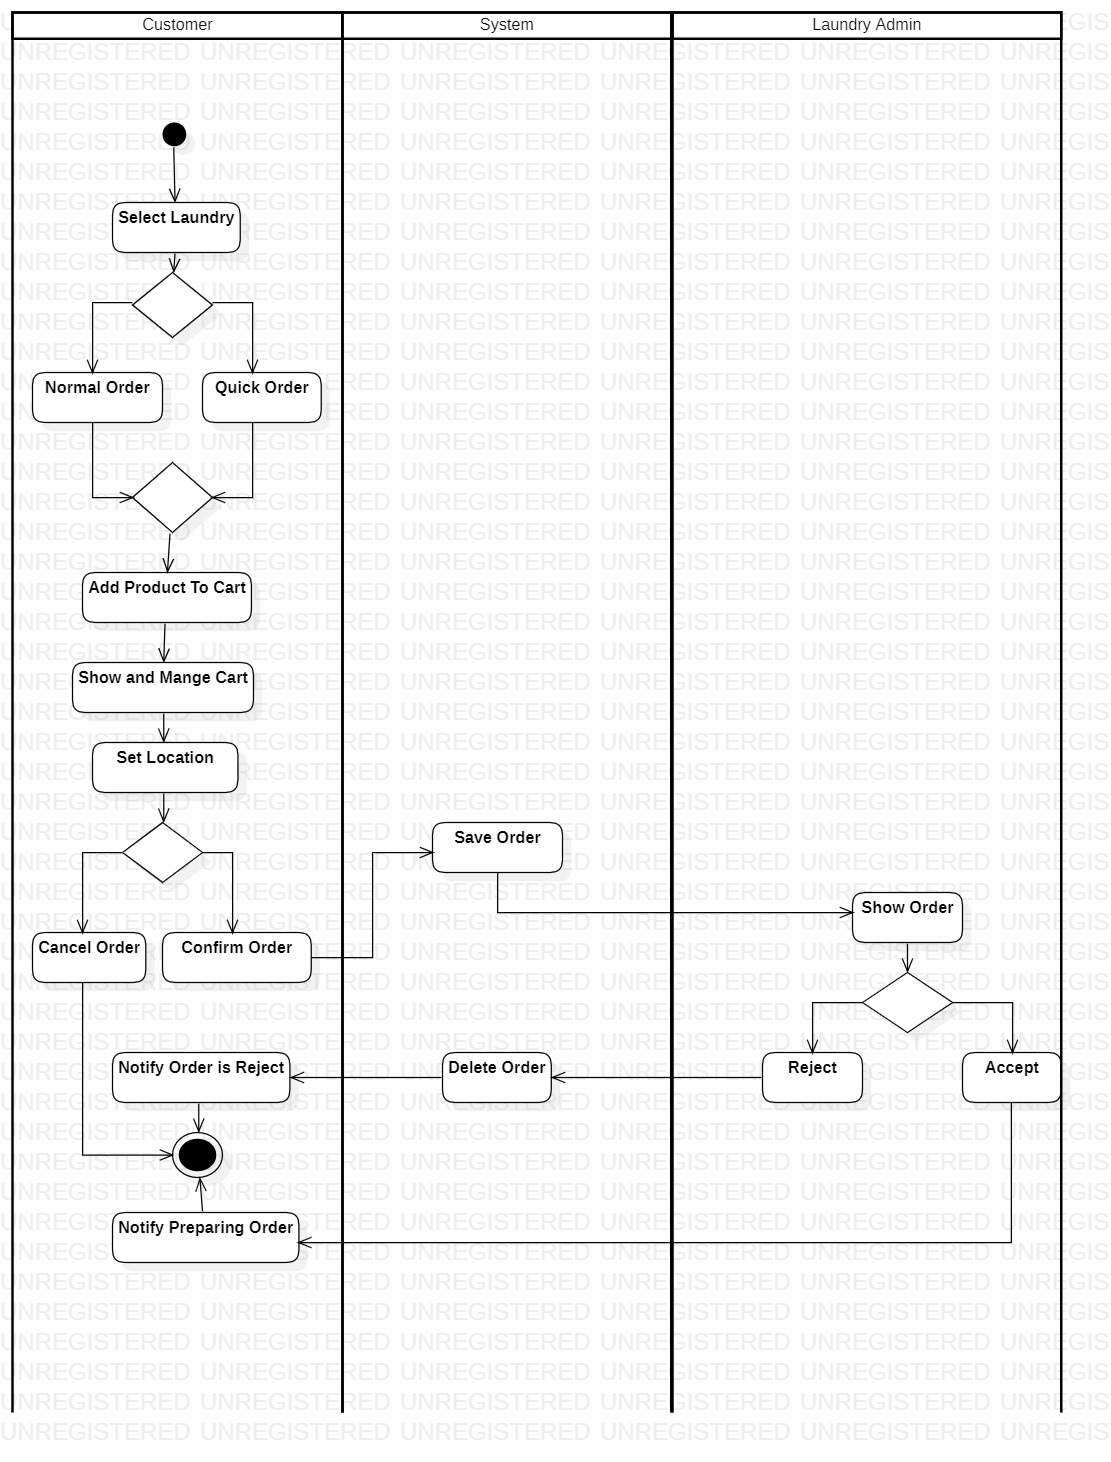 Customer
System
Laundry Admin
Select Laundry
Normal Order
Quick Order
Add Product To Cart
Show and Mange Cart
Set Location
Save Order
Show Order
Cancel Order
Confirm Order
Notify Order is Reject
Delete Order
Reject
Accept
Notify Preparing Order
UNREGISTERED